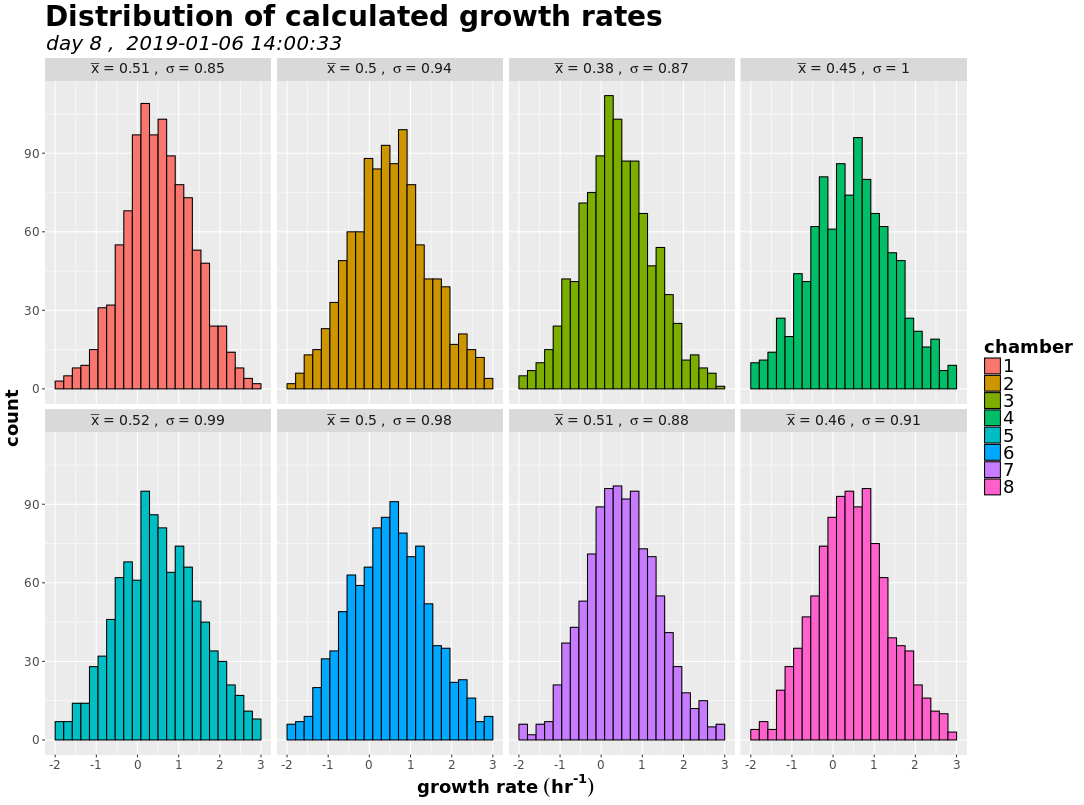 Distribution of calculated growth rates
day 8 ,  2019-01-06 14:00:33
x̅ = 0.51 ,  σ = 0.85
x̅ = 0.5 ,  σ = 0.94
x̅ = 0.38 ,  σ = 0.87
x̅ = 0.45 ,  σ = 1
90
60
30
0
x̅ = 0.52 ,  σ = 0.99
x̅ = 0.5 ,  σ = 0.98
x̅ = 0.51 ,  σ = 0.88
x̅ = 0.46 ,  σ = 0.91
90
60
30
0
-2 -1 0 1 2 3
-2 -1 0 1 2 3
-2 -1 0 1 2 3
-2 -1 0 1 2 3
count
growth rate (hr⁻¹)
chamber
1
2
3
4
5
6
7
8